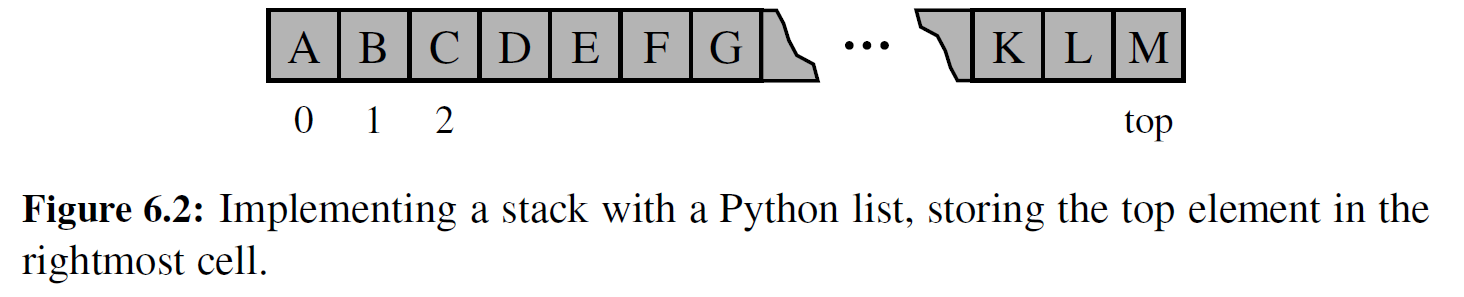 A B C D E F G ... K L M
0 1 2 top
Figure 6.2: Implementing a stack with a Python list, storing the top element in the
rightmost cell.